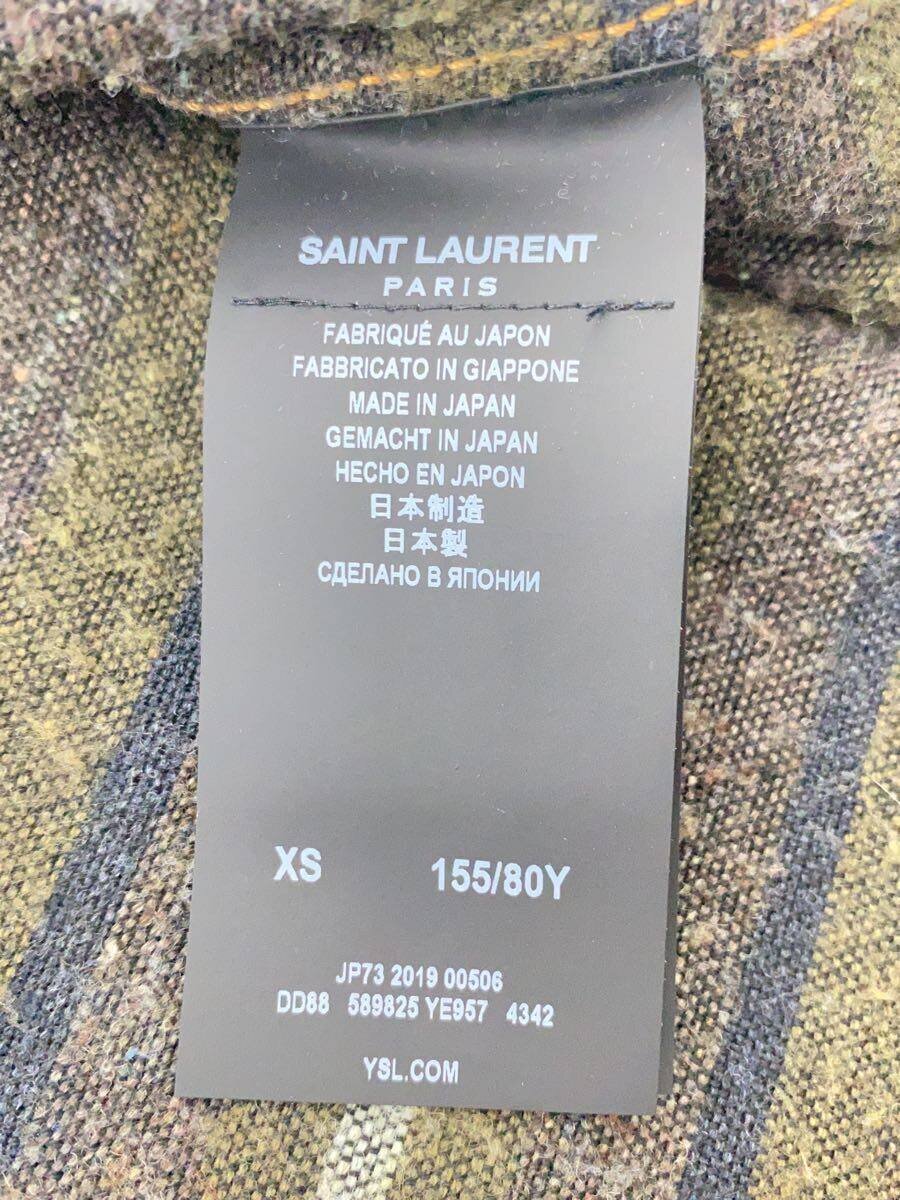 SAINT LAURENT
PARIS
FABRIQUÉ AU JAPON
FABBRICATO IN GIAPPONE
MADE IN JAPAN
GEMACHT IN JAPAN
HECHO EN JAPON
日本制造
日本製
СДЕЛАНО В ЯПОНИИ
XS 155/80Y
JP73 2019 00506
DD88 589825 YE957 4342
YSL.COM